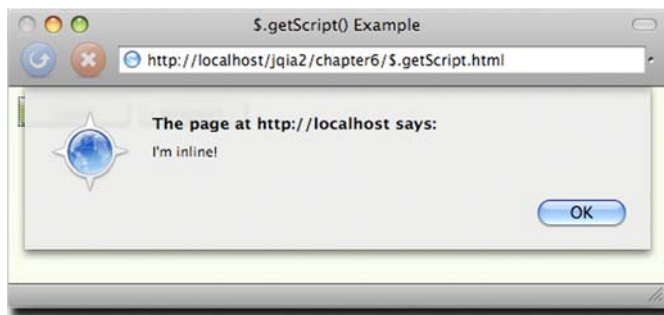 $.getScript() Example
http://localhost/jqia2/chapter6/$.getScript.html
The page at http://localhost says:
I'm inline!
OK